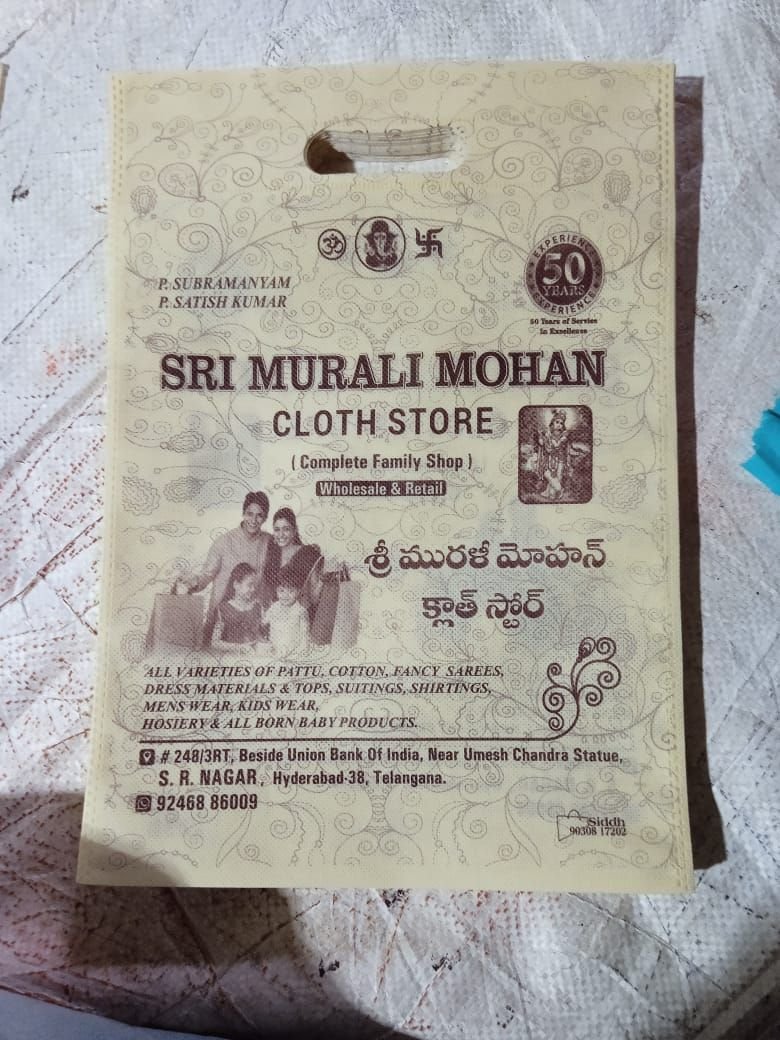 ॐ
P. SUBRAMANYAM
P. SATISH KUMAR
EXPERIENCE
50
YEARS
EXPERIENCE
50 Years of Service
in Excellence
SRI MURALI MOHAN
CLOTH STORE
( Complete Family Shop )
Wholesale & Retail
శ్రీ మురళీ మోహన్
క్లాత్ స్టోర్
ALL VARIETIES OF PATTU, COTTON, FANCY SAREES,
DRESS MATERIALS & TOPS, SUITINGS, SHIRTINGS,
MENS WEAR, KIDS WEAR,
HOSIERY & ALL BORN BABY PRODUCTS.
# 248/3RT, Beside Union Bank Of India, Near Umesh Chandra Statue,
S. R. NAGAR, Hyderabad-38, Telangana.
92468 86009
Siddh
90308 17202